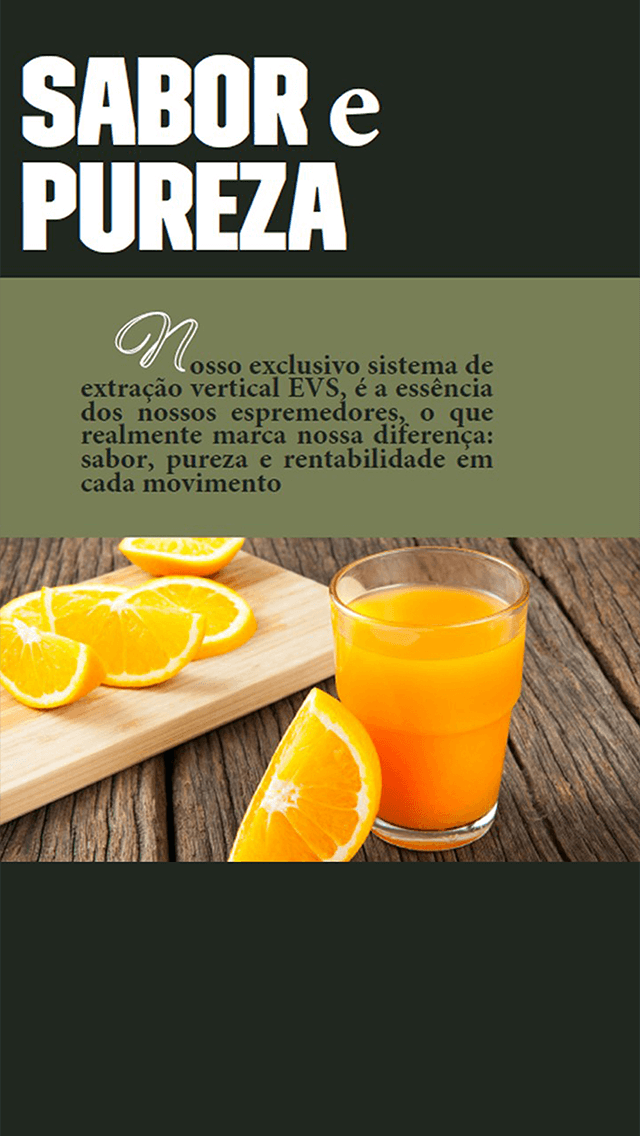 SABOR e
PUREZA
Nosso exclusivo sistema de
extração vertical EVS, é a essência
dos nossos espremedores, o que
realmente marca nossa diferença:
sabor, pureza e rentabilidade em
cada movimento